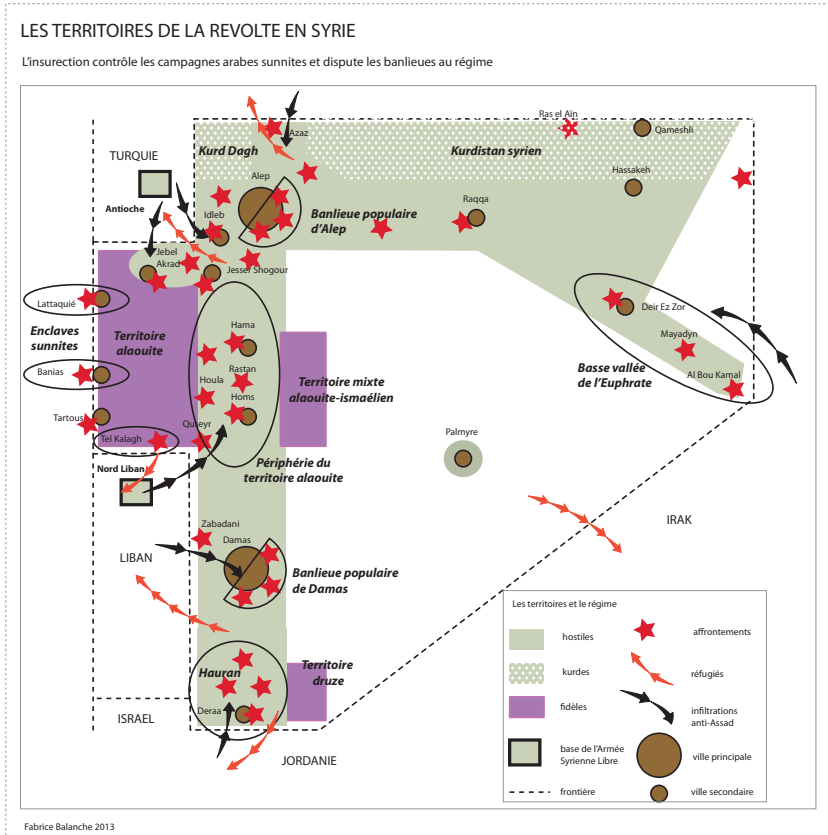 LES TERRITOIRES DE LA REVOLTE EN SYRIE
L'insurection contrôle les campagnes arabes sunnites et dispute les banlieues au régime
Ras el Aïn
Azaz
Qameshli
TURQUIE
Kurd Dagh
Kurdistan syrien
Alep
Hassakeh
Antioche
Idleb
Raqqa
Banlieue populaire
d'Alep
Jebel
Akrad
Jesser Shogour
Lattaquié
Deir Ez Zor
Hama
Enclaves
sunnites
Territoire
alaouite
Mayadyn
Basse vallée
de l'Euphrate
Rastan
Banias
Houla
Territoire mixte
alaouite-ismaélien
Al Bou Kamal
Homs
Tartous
Quseyr
Tel Kalagh
Palmyre
Périphérie du
territoire alaouite
Nord Liban
IRAK
Zabadani
Damas
LIBAN
Banlieue populaire
de Damas
Hauran
Territoire
druze
Deraa
ISRAEL
JORDANIE
Les territoires et le régime
hostiles
affrontements
kurdes
réfugiés
fidèles
infiltrations
anti-Assad
base de l'Armée
Syrienne Libre
ville principale
frontière
ville secondaire
Fabrice Balanche 2013